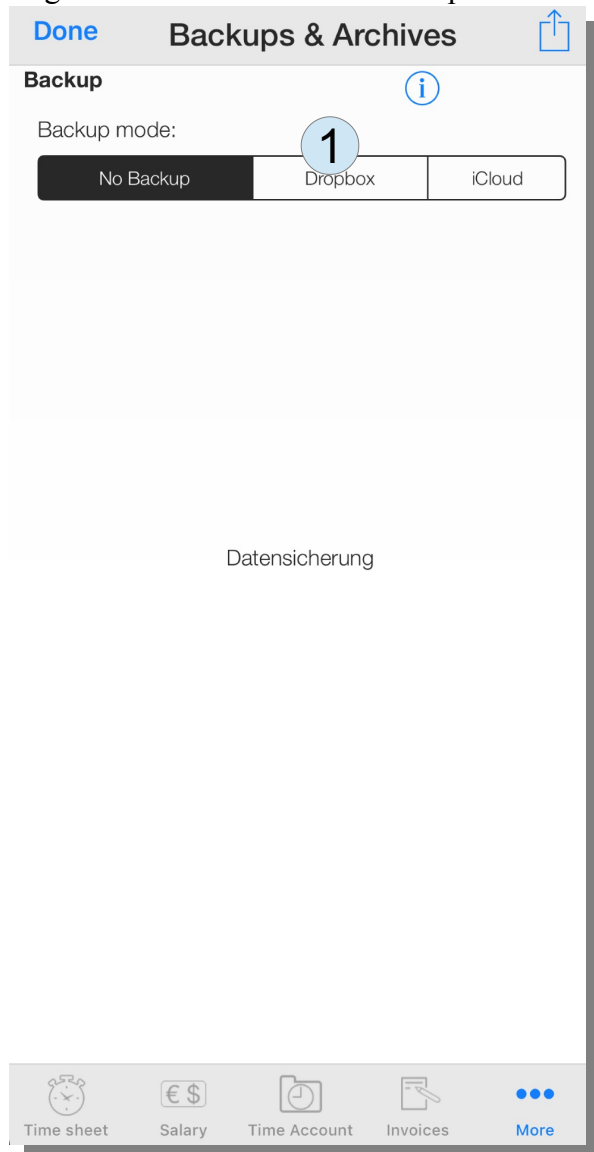 Done Backups & Archives
Backup i
Backup mode:
1
No Backup Dropbox iCloud
Datensicherung
€ $
Time sheet Salary Time Account Invoices More